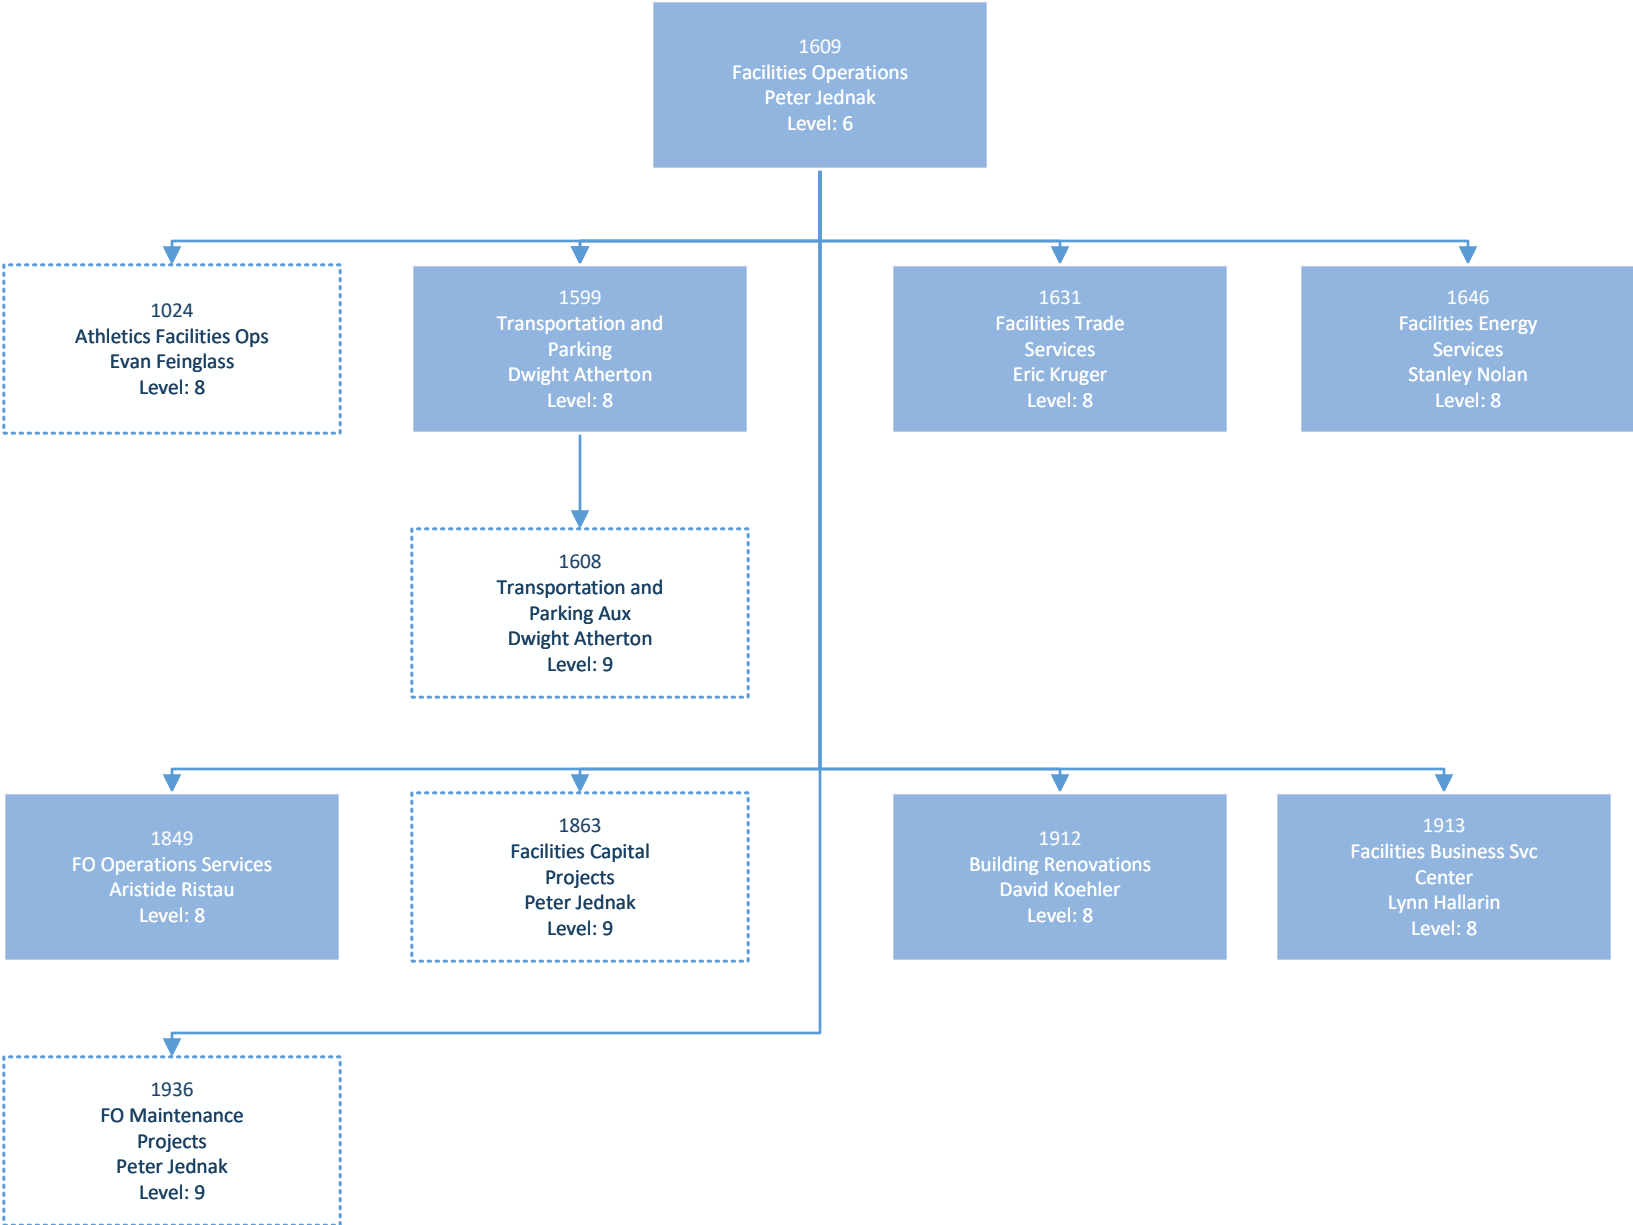 1609
Facilities Operations
Peter Jednak
Level: 6
1024
Athletics Facilities Ops
Evan Feinglass
Level: 8
1599
Transportation and
Parking
Dwight Atherton
Level: 8
1631
Facilities Trade
Services
Eric Kruger
Level: 8
1646
Facilities Energy
Services
Stanley Nolan
Level: 8
1608
Transportation and
Parking Aux
Dwight Atherton
Level: 9
1849
FO Operations Services
Aristide Ristau
Level: 8
1863
Facilities Capital
Projects
Peter Jednak
Level: 9
1912
Building Renovations
David Koehler
Level: 8
1913
Facilities Business Svc
Center
Lynn Hallarin
Level: 8
1936
FO Maintenance
Projects
Peter Jednak
Level: 9